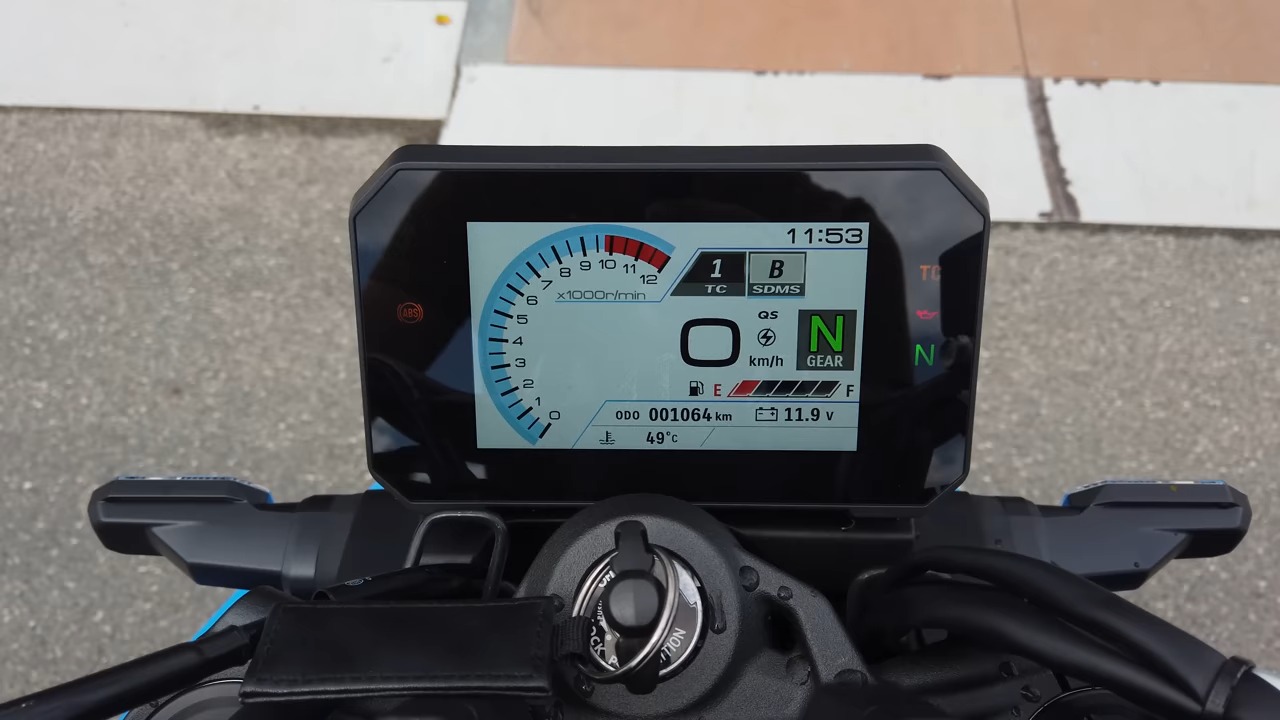 11:53
1 B
TC SDMS
12
11
10
9
8
7
6
5
4
3
2
1
0
x1000r/min
QS
0 km/h
N
GEAR
E F
ODO 001064 km 11.9 V
49°C
ABS
TC
N
ON